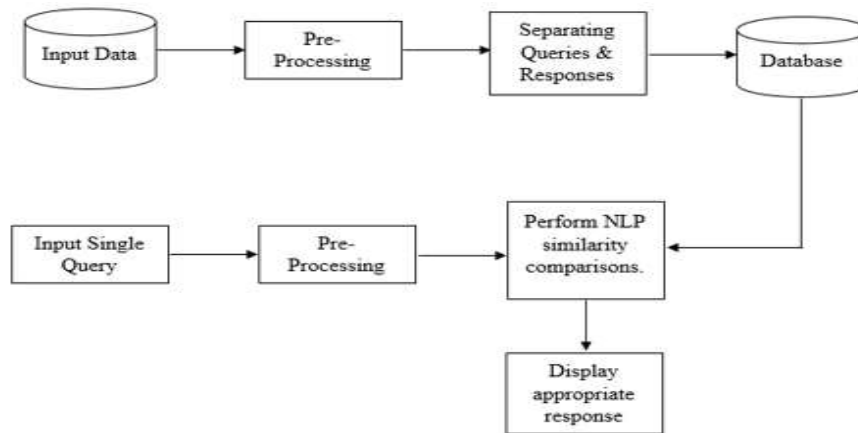 Input Data
Pre-
Processing
Separating
Queries &
Responses
Database
Input Single
Query
Pre-
Processing
Perform NLP
similarity
comparisons.
Display
appropriate
response